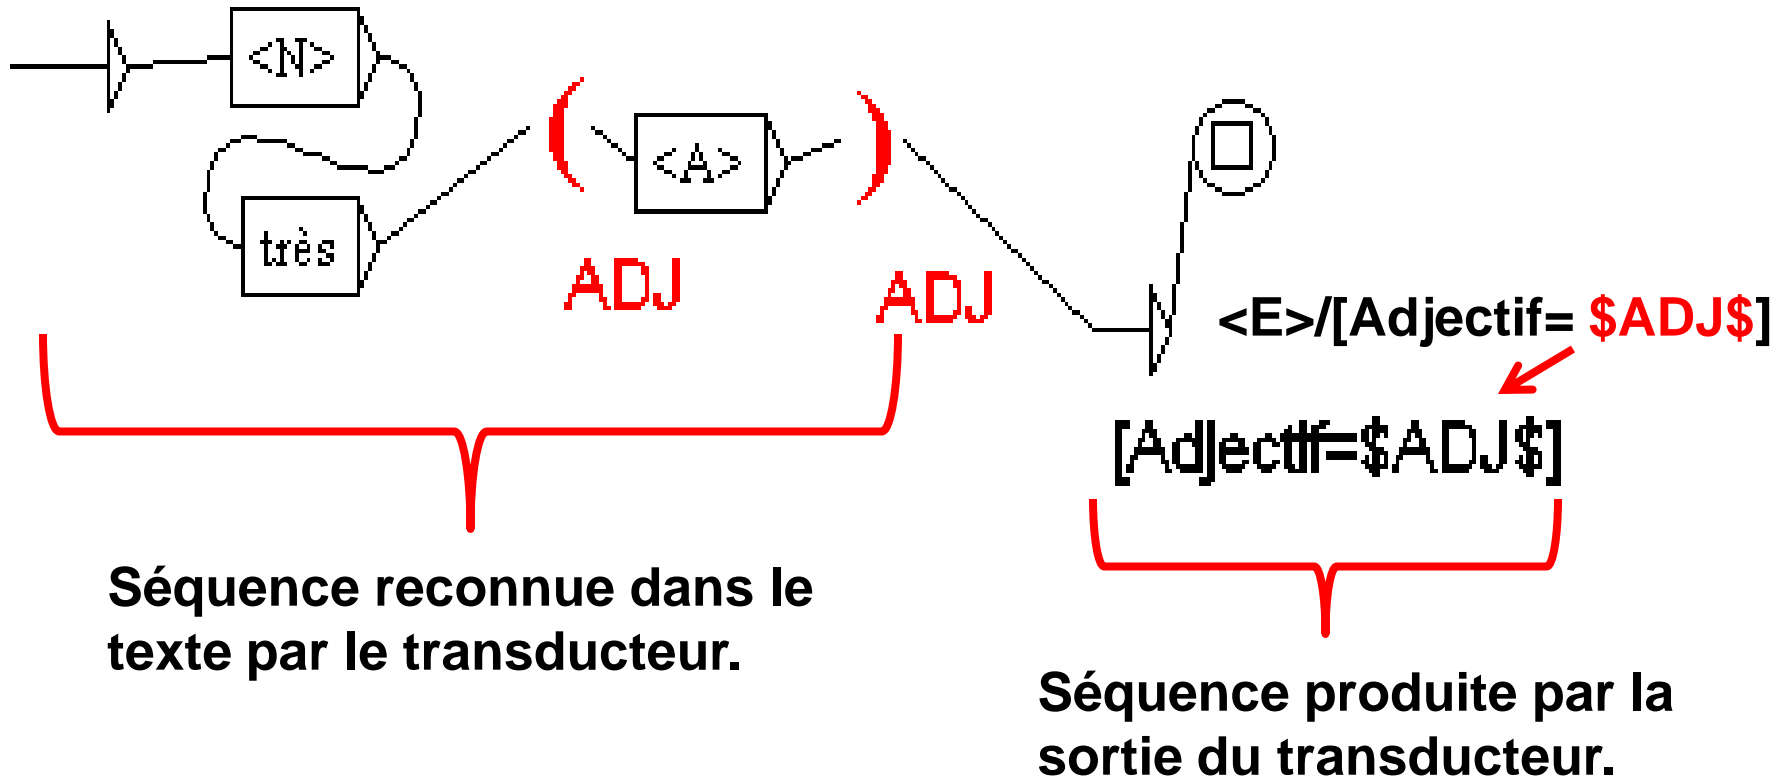 <N>
très
(
<A>
)
ADJ
ADJ
<E>/[Adjectif= $ADJ$]
[Adjectif=$ADJ$]
Séquence reconnue dans le
texte par le transducteur.
Séquence produite par la
sortie du transducteur.